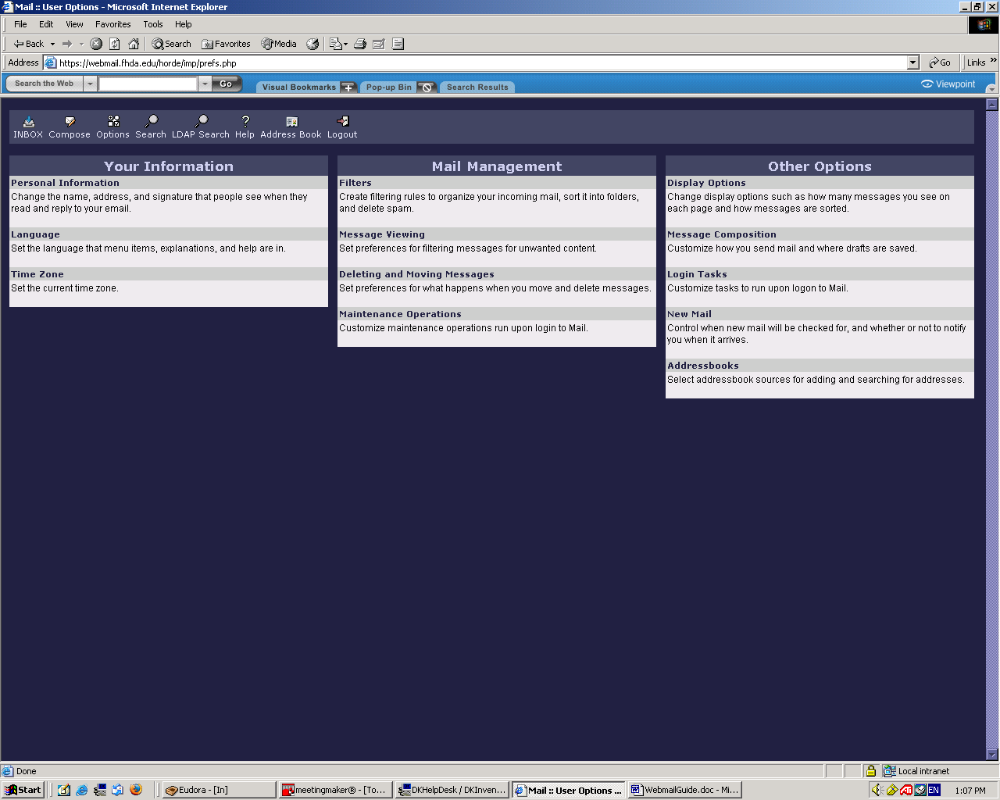 Mail :: User Options - Microsoft Internet Explorer
File Edit View Favorites Tools Help
Back Search Favorites Media
Address https://webmail.fhda.edu/horde/imp/prefs.php Go Links »
Search the Web Go Visual Bookmarks Pop-up Bin Search Results Viewpoint
INBOX Compose Options Search LDAP Search Help Address Book Logout
Your Information
Personal Information
Change the name, address, and signature that people see when they
read and reply to your email.
Language
Set the language that menu items, explanations, and help are in.
Time Zone
Set the current time zone.
Mail Management
Filters
Create filtering rules to organize your incoming mail, sort it into folders,
and delete spam.
Message Viewing
Set preferences for filtering messages for unwanted content.
Deleting and Moving Messages
Set preferences for what happens when you move and delete messages.
Maintenance Operations
Customize maintenance operations run upon login to Mail.
Other Options
Display Options
Change display options such as how many messages you see on
each page and how messages are sorted.
Message Composition
Customize how you send mail and where drafts are saved.
Login Tasks
Customize tasks to run upon logon to Mail.
New Mail
Control when new mail will be checked for, and whether or not to notify
you when it arrives.
Addressbooks
Select addressbook sources for adding and searching for addresses.
Done Local intranet
Start Eudora - [In] meetingmaker® - [To... DKHelpDesk / DKInven... Mail :: User Options ... WebmailGuide.doc - Mi... EN 1:07 PM